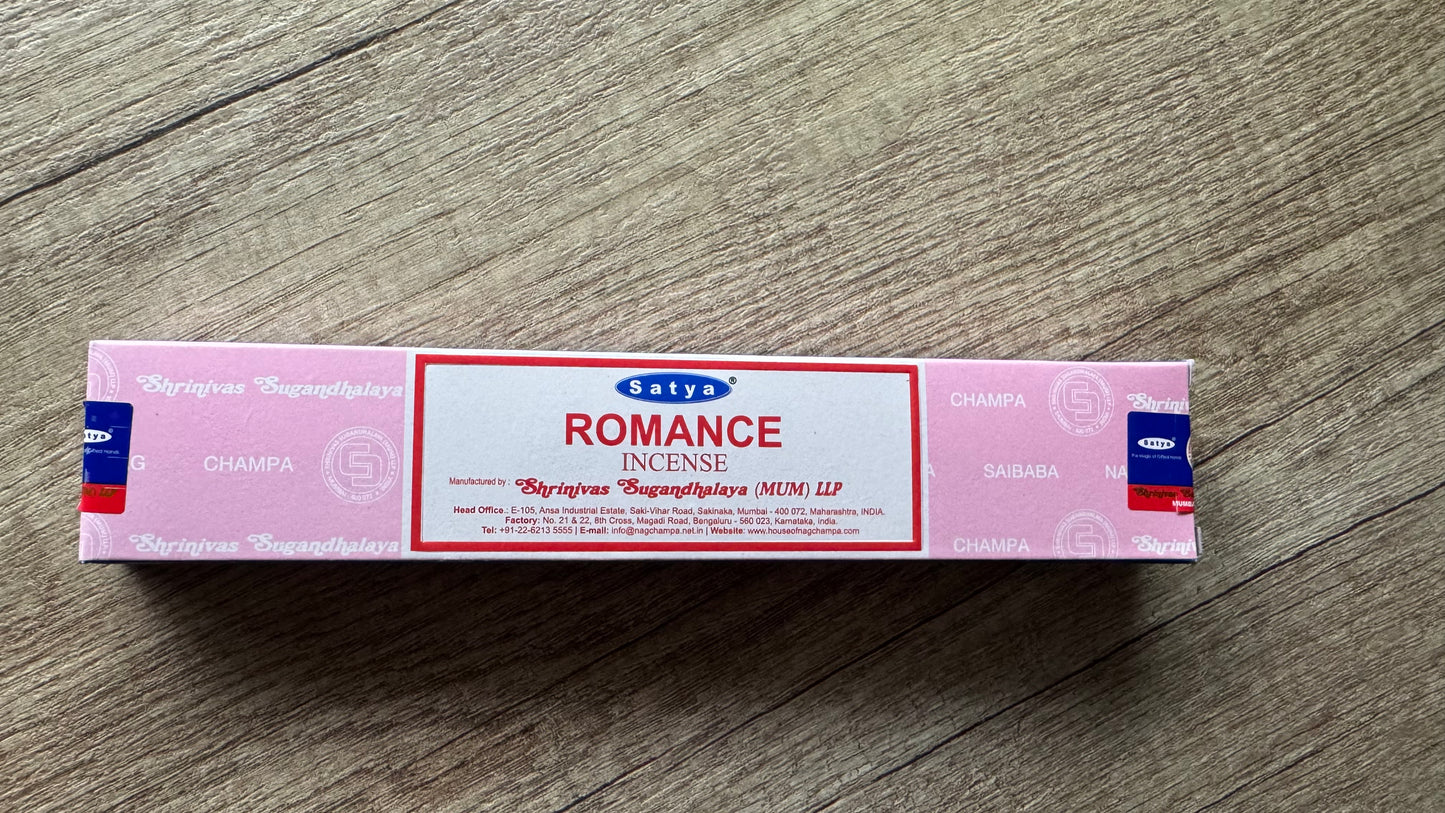 Shrinivas Sugandhalaya
CHAMPA
Shrinivas Sugandhalaya
Satya®
ROMANCE
INCENSE
Manufactured by : Shrinivas Sugandhalaya (MUM) LLP
Head Office.: E-105, Ansa Industrial Estate, Saki-Vihar Road, Sakinaka, Mumbai - 400 072, Maharashtra, INDIA.
Factory: No. 21 & 22, 8th Cross, Magadi Road, Bengaluru - 560 023, Karnataka, India.
Tel: +91-22-6213 5555 | E-mail: info@nagchampa.net.in | Website: www.houseofnagchampa.com
CHAMPA
Shriniv
SAIBABA
NA
CHAMPA
Shriniv
Satya